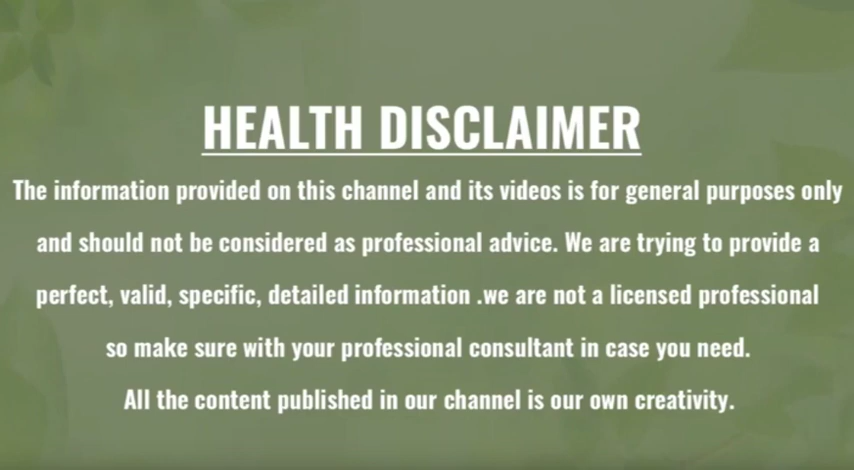 HEALTH DISCLAIMER
The information provided on this channel and its videos is for general purposes only
and should not be considered as professional advice. We are trying to provide a
perfect, valid, specific, detailed information .we are not a licensed professional
so make sure with your professional consultant in case you need.
All the content published in our channel is our own creativity.